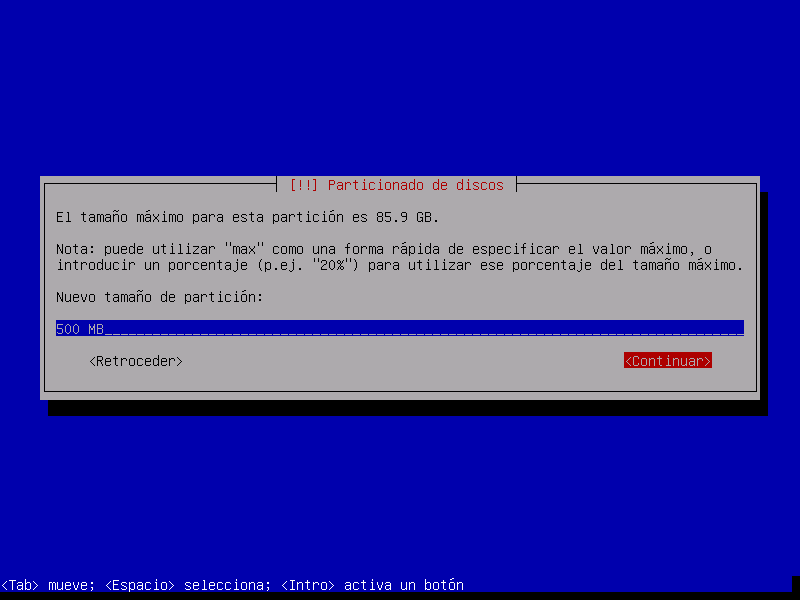 [!!] Particionado de discos
El tamaño máximo para esta partición es 85.9 GB.
Nota: puede utilizar "max" como una forma rápida de especificar el valor máximo, o
introducir un porcentaje (p.ej. "20%") para utilizar ese porcentaje del tamaño máximo.
Nuevo tamaño de partición:
500 MB
<Retroceder> <Continuar>
<Tab> mueve; <Espacio> selecciona; <Intro> activa un botón